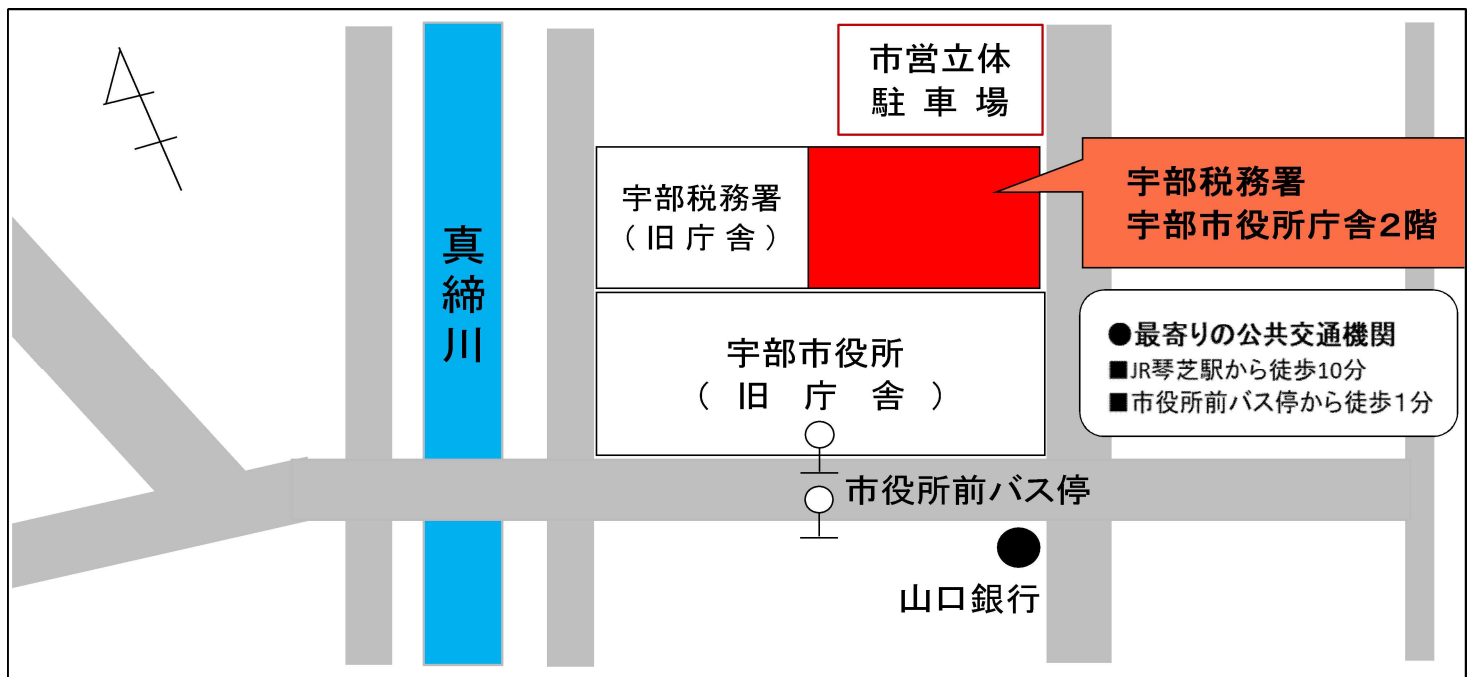 市営立体
駐車場
宇部税務署
（旧庁舎）
宇部税務署
宇部市役所庁舎2階
真締川
宇部市役所
（旧庁舎）
●最寄りの公共交通機関
■JR琴芝駅から徒歩10分
■市役所前バス停から徒歩1分
市役所前バス停
山口銀行